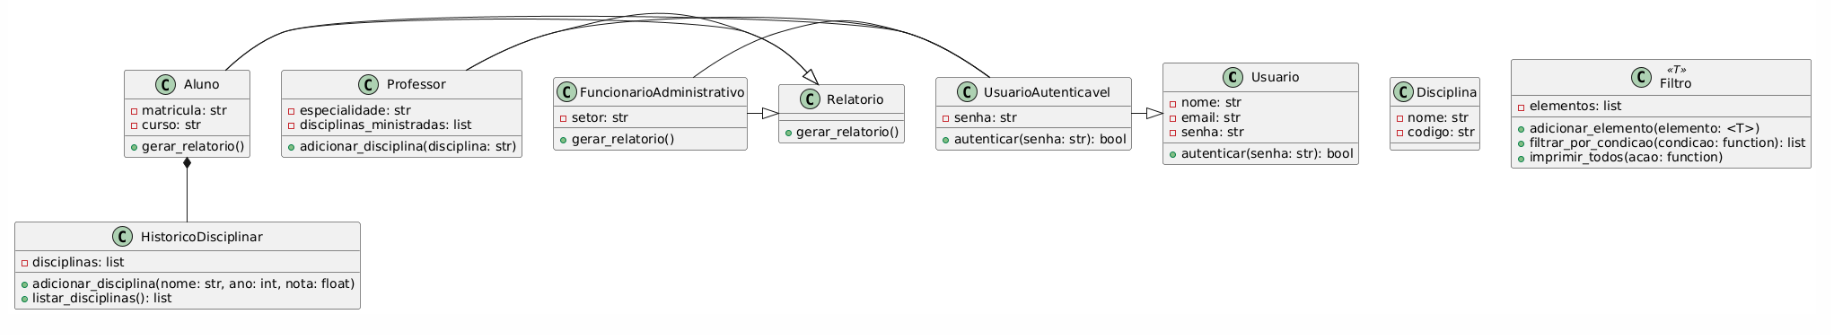 C Aluno
matricula: str
curso: str
gerar_relatorio()
C Professor
especialidade: str
disciplinas_ministradas: list
adicionar_disciplina(disciplina: str)
C FuncionarioAdministrativo
setor: str
gerar_relatorio()
C Relatorio
gerar_relatorio()
C UsuarioAutenticavel
senha: str
autenticar(senha: str): bool
C Usuario
nome: str
email: str
senha: str
autenticar(senha: str): bool
C Disciplina
nome: str
codigo: str
«T»
C Filtro
elementos: list
adicionar_elemento(elemento: <T>)
filtrar_por_condicao(condicao: function): list
imprimir_todos(acao: function)
C HistoricoDisciplinar
disciplinas: list
adicionar_disciplina(nome: str, ano: int, nota: float)
listar_disciplinas(): list